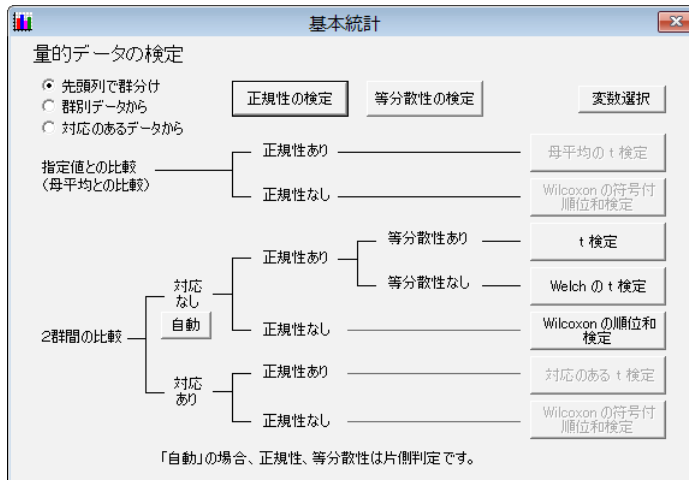 基本統計
量的データの検定
先頭列で群分け
群別データから
対応のあるデータから
正規性の検定
等分散性の検定
変数選択
指定値との比較
(母平均との比較)
正規性あり
母平均の t 検定
正規性なし
Wilcoxon の符号付
順位和検定
2群間の比較
対応
なし
自動
正規性あり
等分散性あり
t 検定
等分散性なし
Welch の t 検定
正規性なし
Wilcoxon の順位和
検定
対応
あり
正規性あり
対応のある t 検定
正規性なし
Wilcoxon の符号付
順位和検定
「自動」の場合、正規性、等分散性は片側判定です。